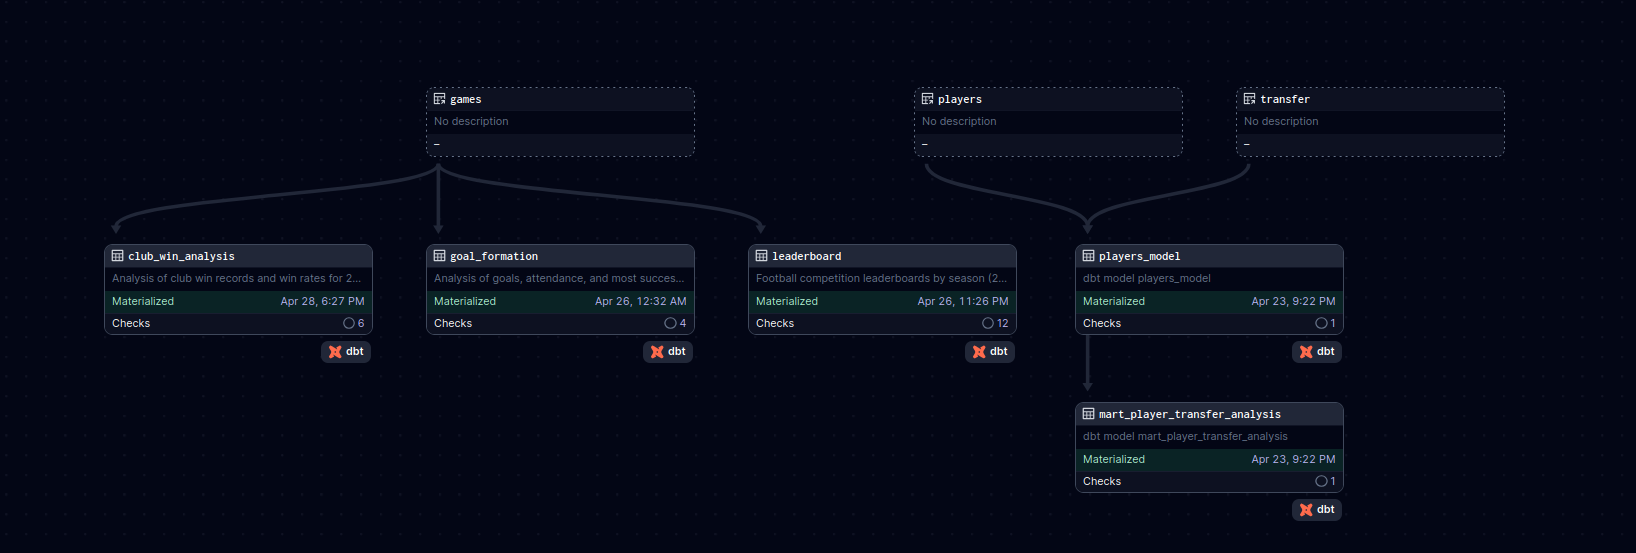 games
No description
–
players
No description
–
transfer
No description
–
club_win_analysis
Analysis of club win records and win rates for 2...
Materialized Apr 28, 6:27 PM
Checks 6
dbt
goal_formation
Analysis of goals, attendance, and most succes...
Materialized Apr 26, 12:32 AM
Checks 4
dbt
leaderboard
Football competition leaderboards by season (2...
Materialized Apr 26, 11:26 PM
Checks 12
dbt
players_model
dbt model players_model
Materialized Apr 23, 9:22 PM
Checks 1
dbt
mart_player_transfer_analysis
dbt model mart_player_transfer_analysis
Materialized Apr 23, 9:22 PM
Checks 1
dbt